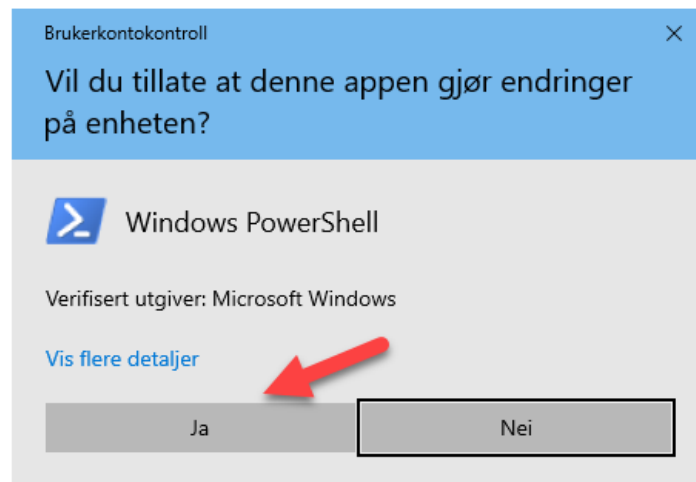 Brukerkontokontroll
Vil du tillate at denne appen gjør endringer
på enheten?
Windows PowerShell
Verifisert utgiver: Microsoft Windows
Vis flere detaljer
Ja
Nei